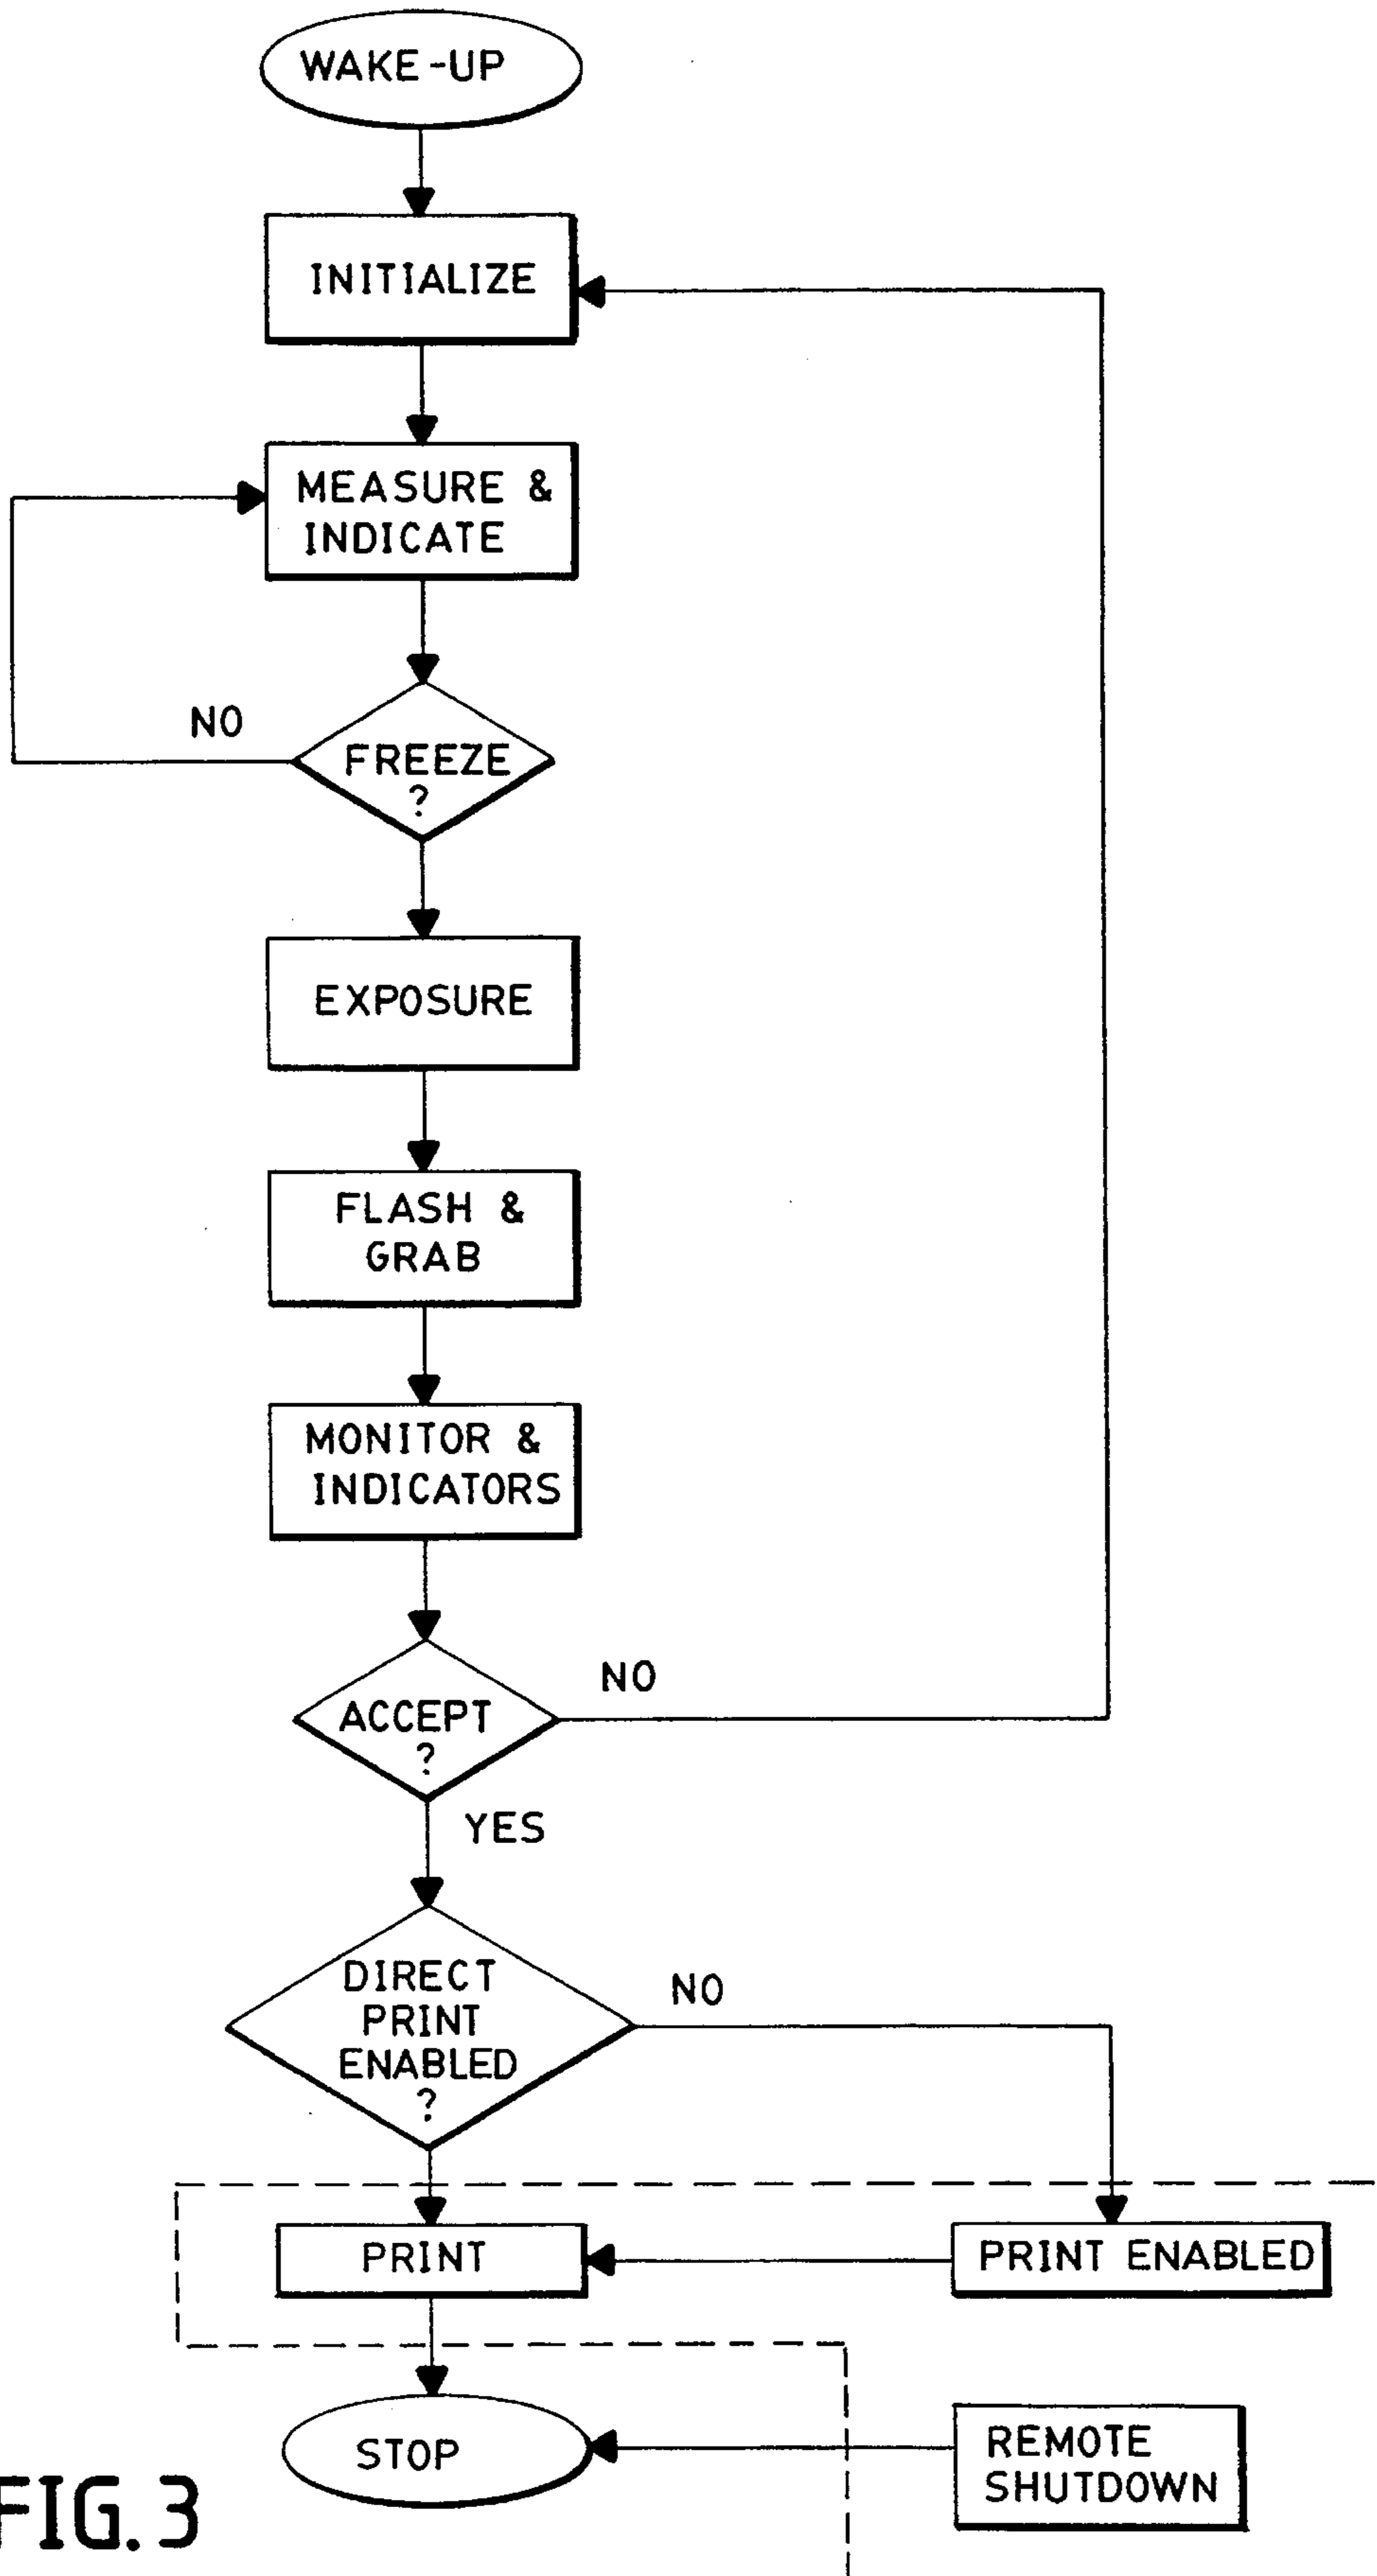 WAKE-UP
INITIALIZE
MEASURE &
INDICATE
NO
FREEZE
?
EXPOSURE
FLASH &
GRAB
MONITOR &
INDICATORS
NO
ACCEPT
?
YES
DIRECT
PRINT
ENABLED
?
NO
PRINT
PRINT ENABLED
STOP
REMOTE
SHUTDOWN
FIG. 3